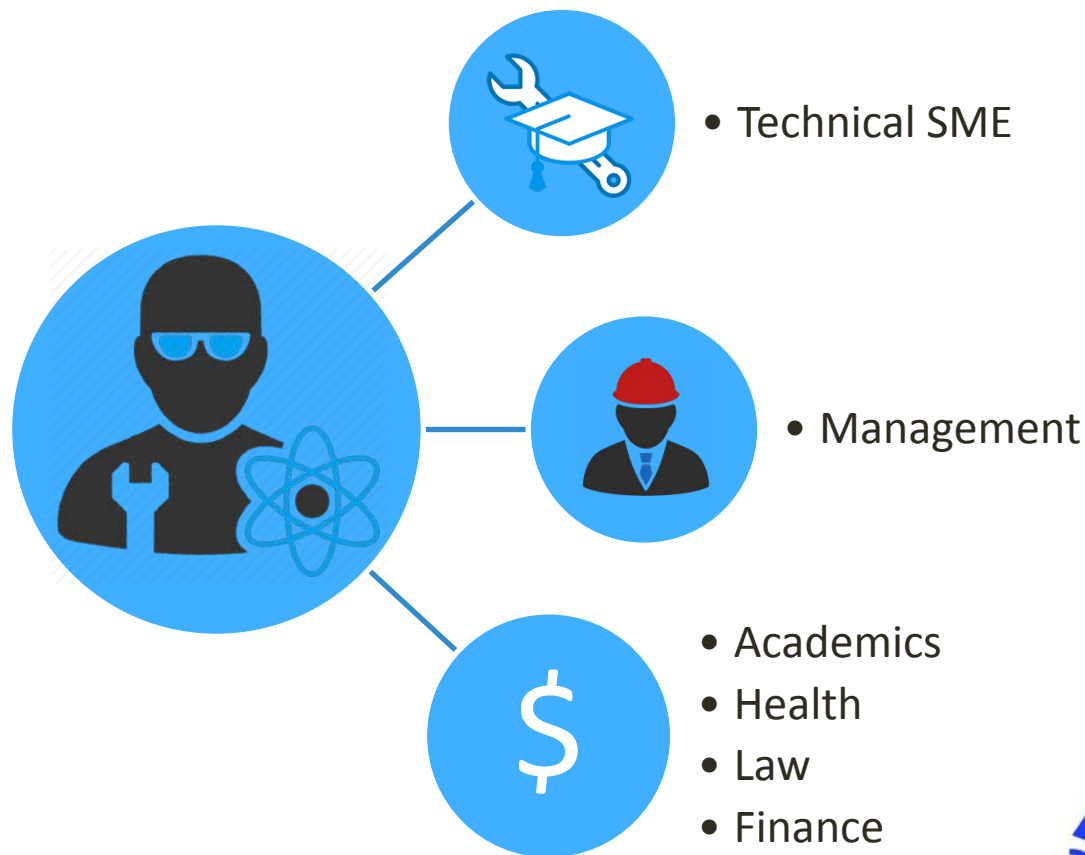 • Technical SME
• Management
$
• Academics
• Health
• Law
• Finance